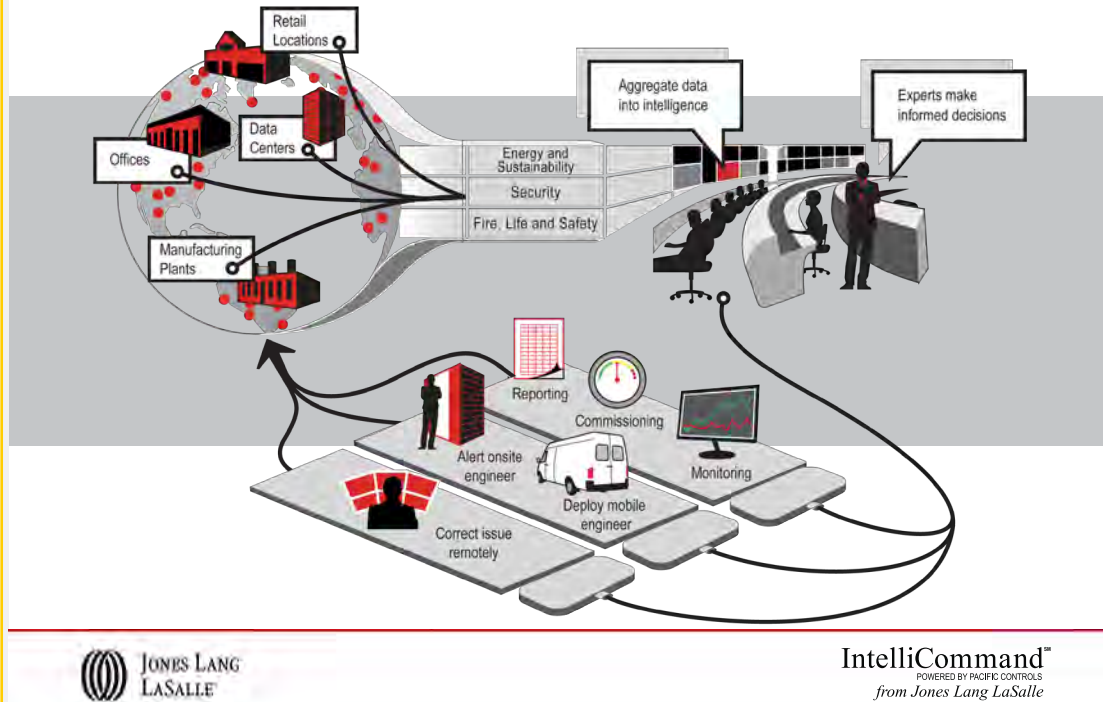 Retail
Locations
Data
Centers
Offices
Manufacturing
Plants
Energy and
Sustainability
Security
Fire, Life and Safety
Aggregate data
into intelligence
Experts make
informed decisions
Reporting
Commissioning
Monitoring
Alert onsite
engineer
Deploy mobile
engineer
Correct issue
remotely
JONES LANG
LASALLE
IntelliCommand℠
POWERED BY PACIFIC CONTROLS
from Jones Lang LaSalle